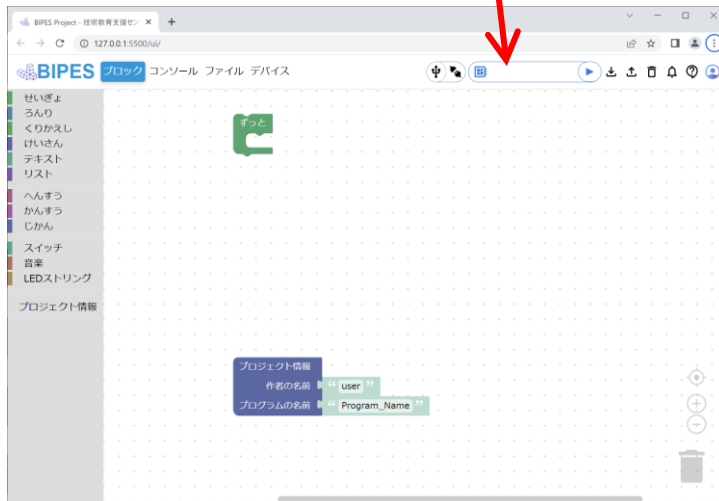 BIPES Project - 技術教育支援セン
127.0.0.1:5500/ui/
BIPES ブロック コンソール ファイル デバイス
せいぎょ
ろんり
くりかえし
けいさん
テキスト
リスト
へんすう
かんすう
じかん
スイッチ
音楽
LEDストリング
プロジェクト情報
ずっと
プロジェクト情報
作者の名前 “ user ”
プログラムの名前 “ Program_Name ”